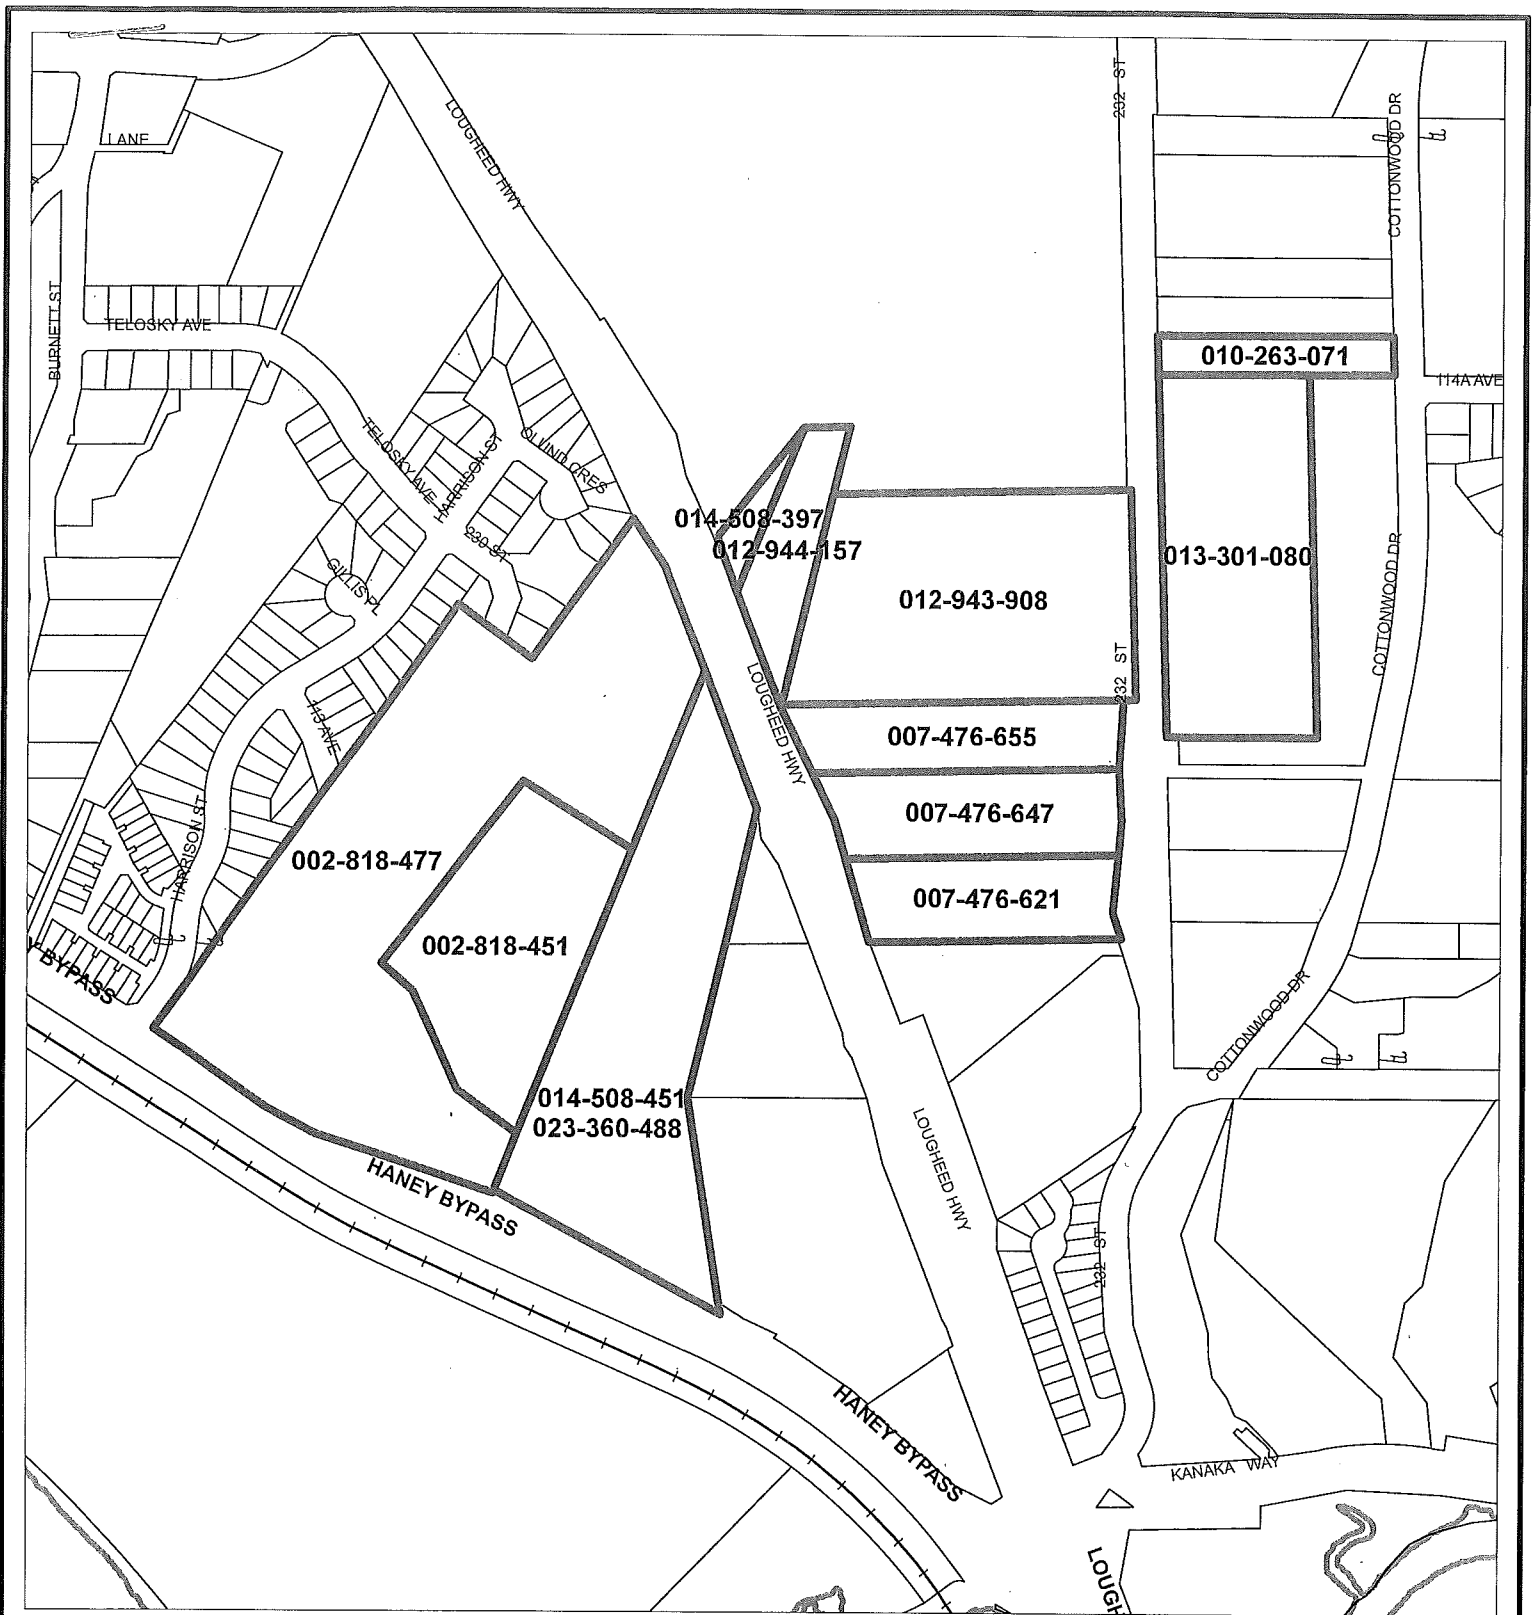 232 ST
LOUGHEED HWY
COTTONWOOD DR
LANE
BURNETT ST
TELOSKY AVE
010-263-071
114A AVE
TELOSKY AVE
HARRISON ST
OLUND CRES
014-508-397
012-944-157
230 ST
013-301-080
GILLIS PL
012-943-908
COTTONWOOD DR
232 ST
LOUGHEED HWY
113 AVE
007-476-655
007-476-647
HARRISON ST
002-818-477
007-476-621
002-818-451
Y BYPASS
COTTONWOOD DR
014-508-451
023-360-488
LOUGHEED HWY
HANEY BYPASS
232 ST
HANEY BYPASS
KANAKA WAY
LOUGH